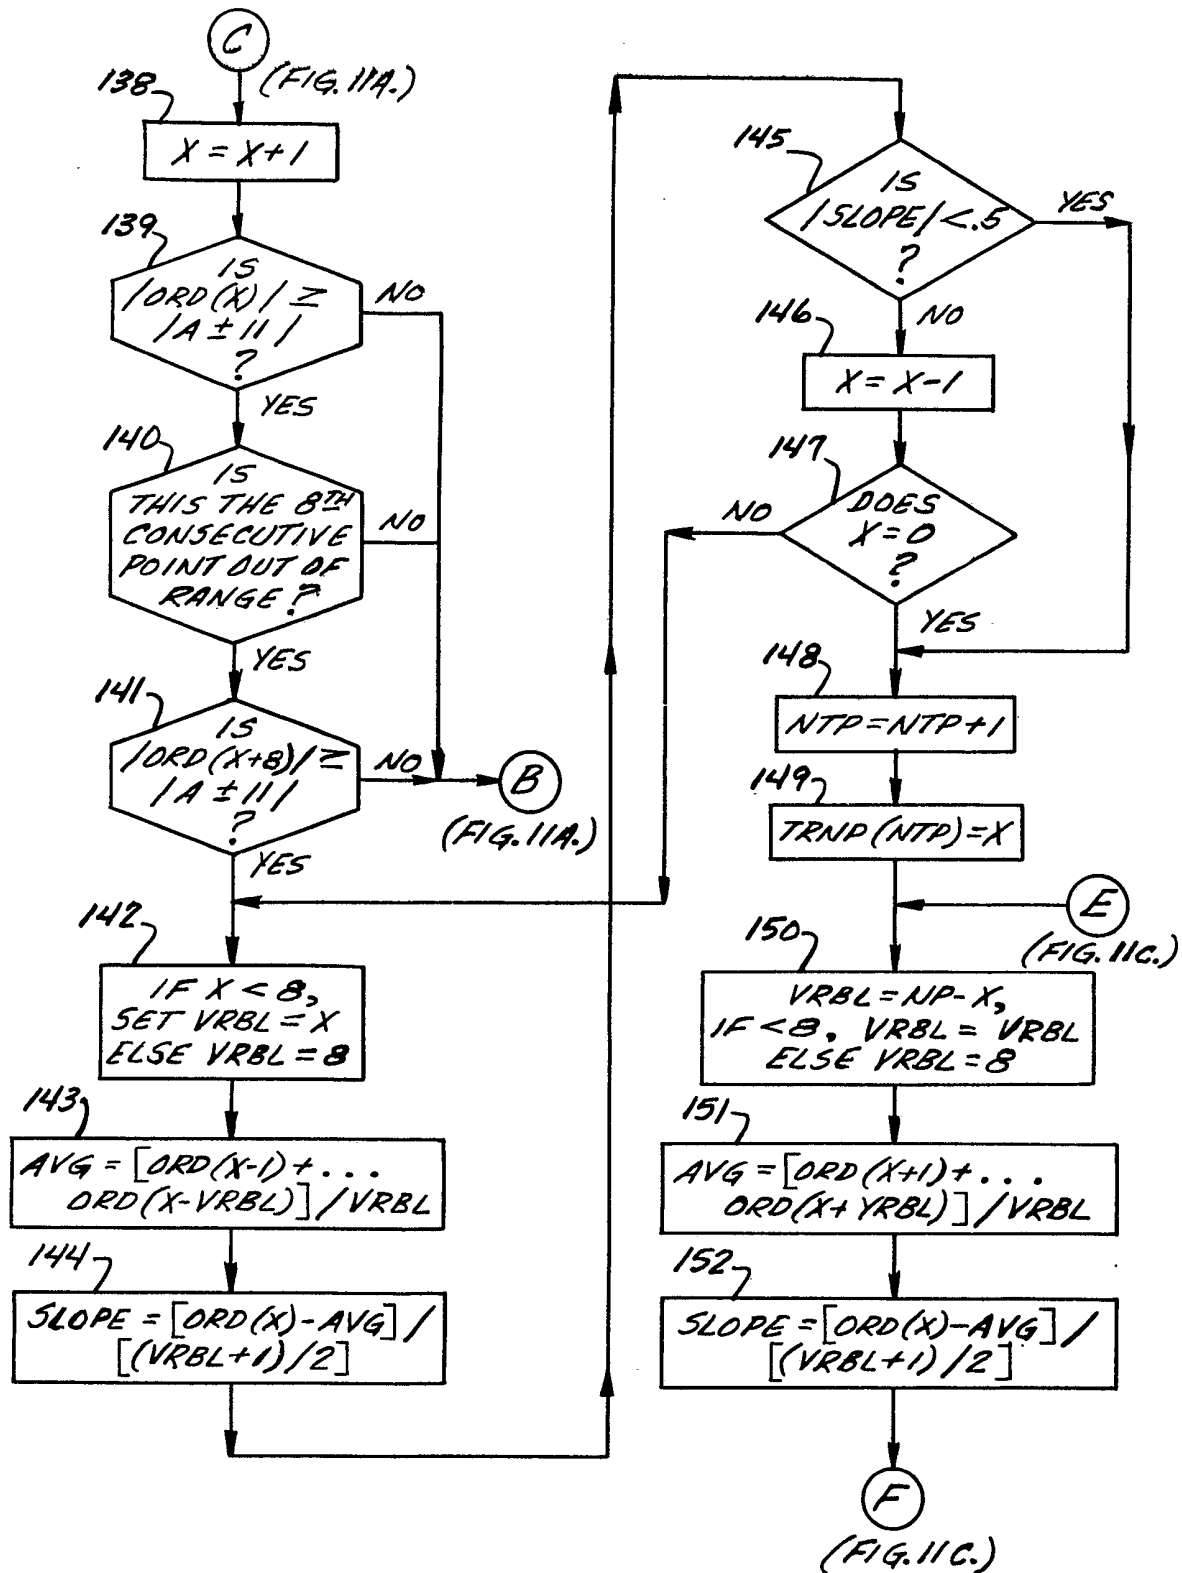 C
(FIG. 11A.)
138
X = X+1
139
IS
|ORD(X)| ≥
|A ± 11|
?
NO
YES
140
IS
THIS THE 8TH
CONSECUTIVE
POINT OUT OF
RANGE ?
NO
YES
141
IS
|ORD(X+8)| ≥
|A ± 11|
?
NO
B
(FIG. 11A.)
YES
142
IF X < 8,
SET VRBL = X
ELSE VRBL = 8
143
AVG = [ORD(X-1) + . . .
ORD(X-VRBL)] / VRBL
144
SLOPE = [ORD(X) - AVG] /
[(VRBL+1) / 2]
145
IS
|SLOPE| < .5
?
YES
NO
146
X = X-1
147
DOES
X = 0
?
NO
YES
148
NTP = NTP+1
149
TRNP(NTP) = X
E
(FIG. 11C.)
150
VRBL = NP - X,
IF < 8, VRBL = VRBL
ELSE VRBL = 8
151
AVG = [ORD(X+1) + . . .
ORD(X+ YRBL)] / VRBL
152
SLOPE = [ORD(X) - AVG] /
[(VRBL+1) / 2]
F
(FIG. 11C.)